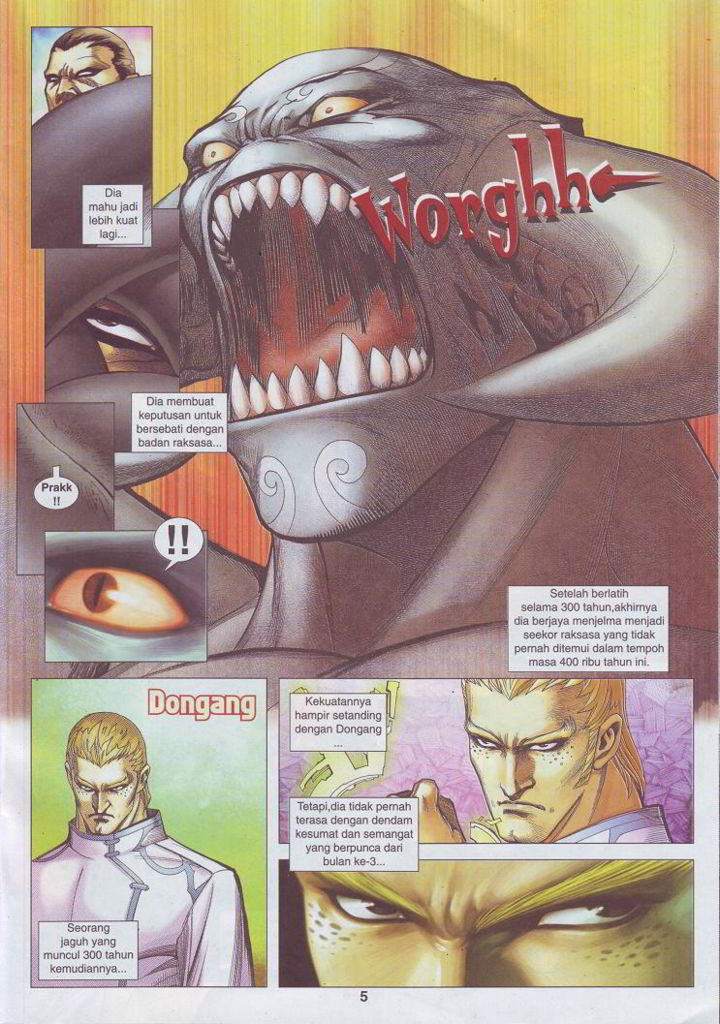 Dia
mahu jadi
lebih kuat
lagi...
Worghh
Dia membuat
keputusan untuk
bersebati dengan
badan raksasa...
Prakk
!!
!!
Setelah berlatih
selama 300 tahun,akhirnya
dia berjaya menjelma menjadi
seekor raksasa yang tidak
pernah ditemui dalam tempoh
masa 400 ribu tahun ini.
Dongang
Seorang
jaguh yang
muncul 300 tahun
kemudiannya...
Kekuatannya
hampir setanding
dengan Dongang
...
Tetapi,dia tidak pernah
terasa dengan dendam
kesumat dan semangat
yang berpunca dari
bulan ke-3...
5